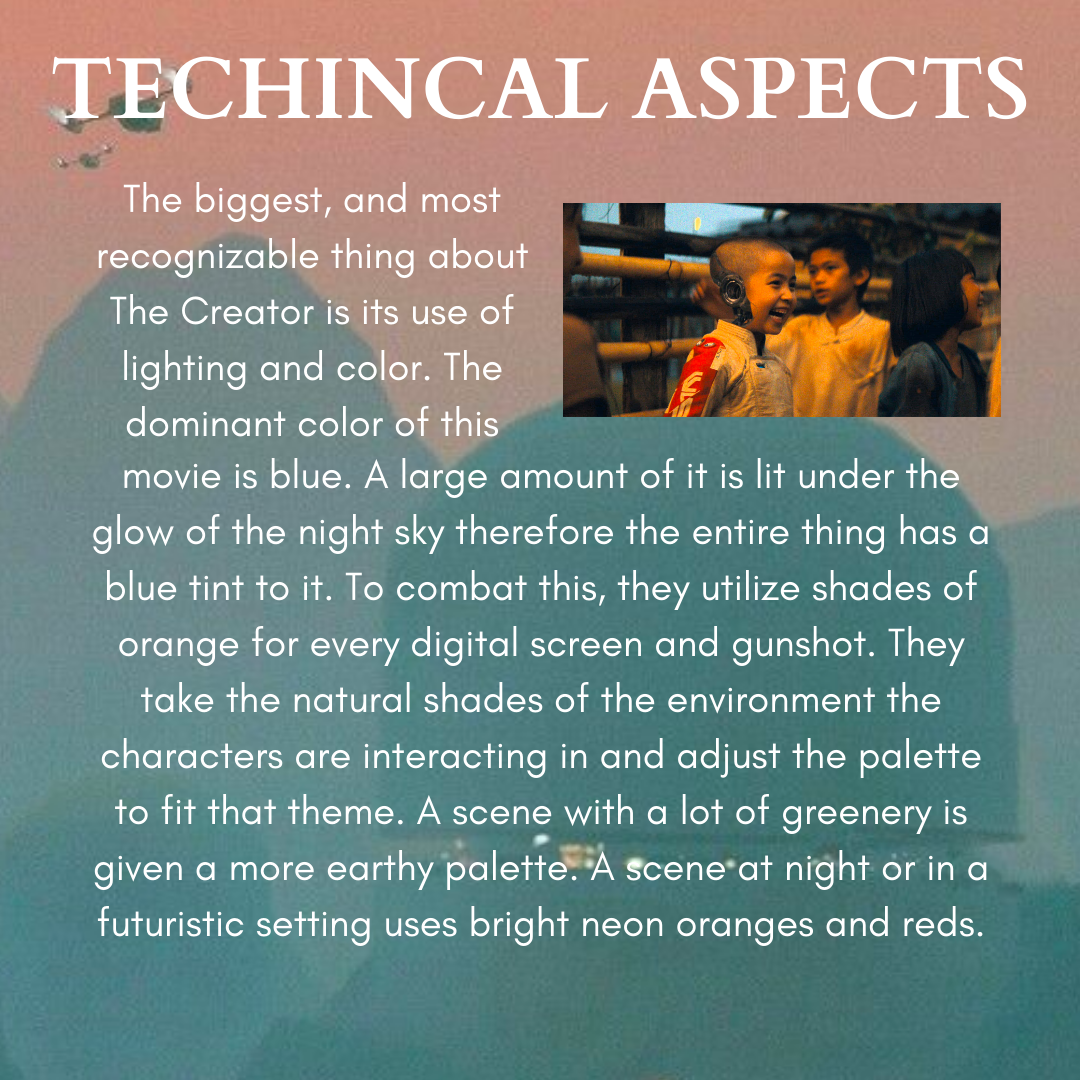 TECHINCAL ASPECTS
The biggest, and most
recognizable thing about
The Creator is its use of
lighting and color. The
dominant color of this
movie is blue. A large amount of it is lit under the
glow of the night sky therefore the entire thing has a
blue tint to it. To combat this, they utilize shades of
orange for every digital screen and gunshot. They
take the natural shades of the environment the
characters are interacting in and adjust the palette
to fit that theme. A scene with a lot of greenery is
given a more earthy palette. A scene at night or in a
futuristic setting uses bright neon oranges and reds.